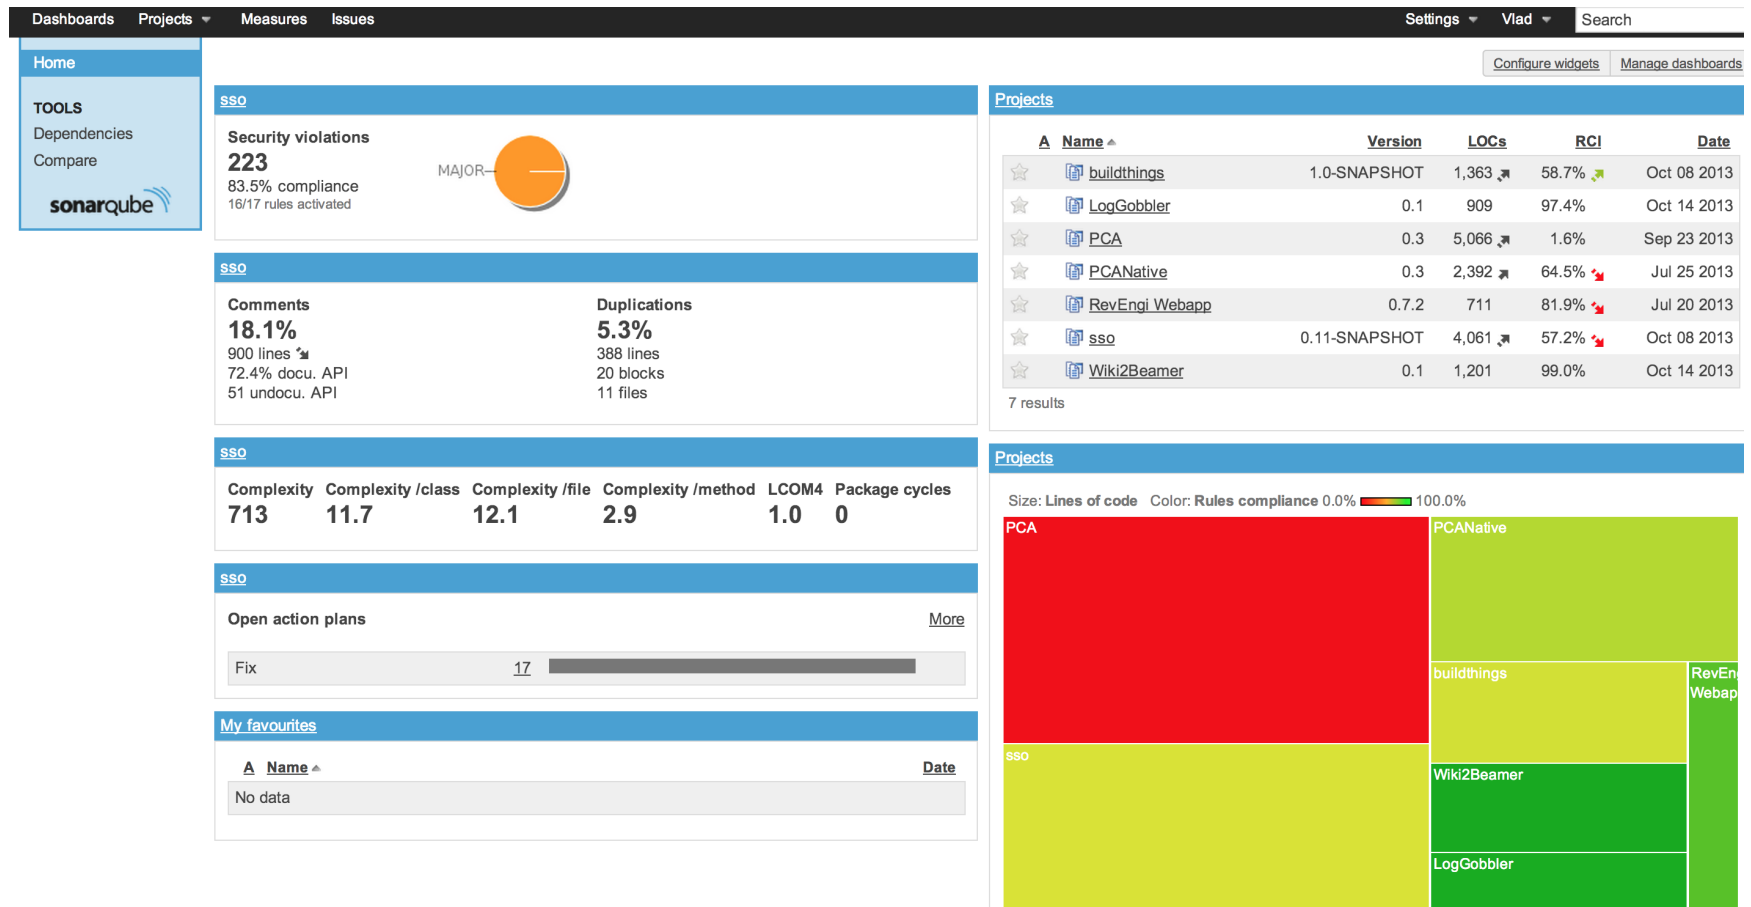 Dashboards Projects Measures Issues Settings Vlad Search
Configure widgets Manage dashboards
Home
TOOLS
Dependencies
Compare
sonarqube
sso
Security violations
223
83.5% compliance
16/17 rules activated
MAJOR
sso
Comments
18.1%
900 lines
72.4% docu. API
51 undocu. API
Duplications
5.3%
388 lines
20 blocks
11 files
sso
Complexity Complexity /class Complexity /file Complexity /method LCOM4 Package cycles
713 11.7 12.1 2.9 1.0 0
sso
Open action plans More
Fix 17
My favourites
A Name Date
No data
Projects
A Name Version LOCs RCI Date
buildthings 1.0-SNAPSHOT 1,363 58.7% Oct 08 2013
LogGobbler 0.1 909 97.4% Oct 14 2013
PCA 0.3 5,066 1.6% Sep 23 2013
PCANative 0.3 2,392 64.5% Jul 25 2013
RevEngi Webapp 0.7.2 711 81.9% Jul 20 2013
sso 0.11-SNAPSHOT 4,061 57.2% Oct 08 2013
Wiki2Beamer 0.1 1,201 99.0% Oct 14 2013
7 results
Projects
Size: Lines of code Color: Rules compliance 0.0% 100.0%
PCA
PCANative
buildthings
RevEng
Webap
sso
Wiki2Beamer
LogGobbler